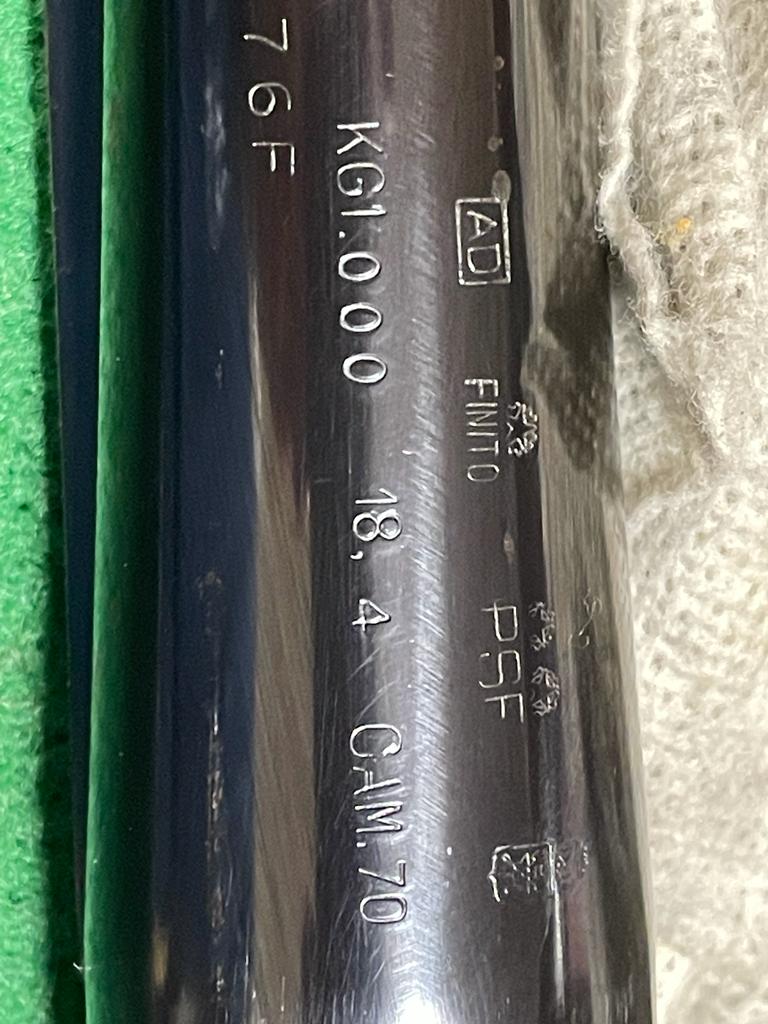 76F
KG1.000 18,4 CAM.70
AD FINITO PSF